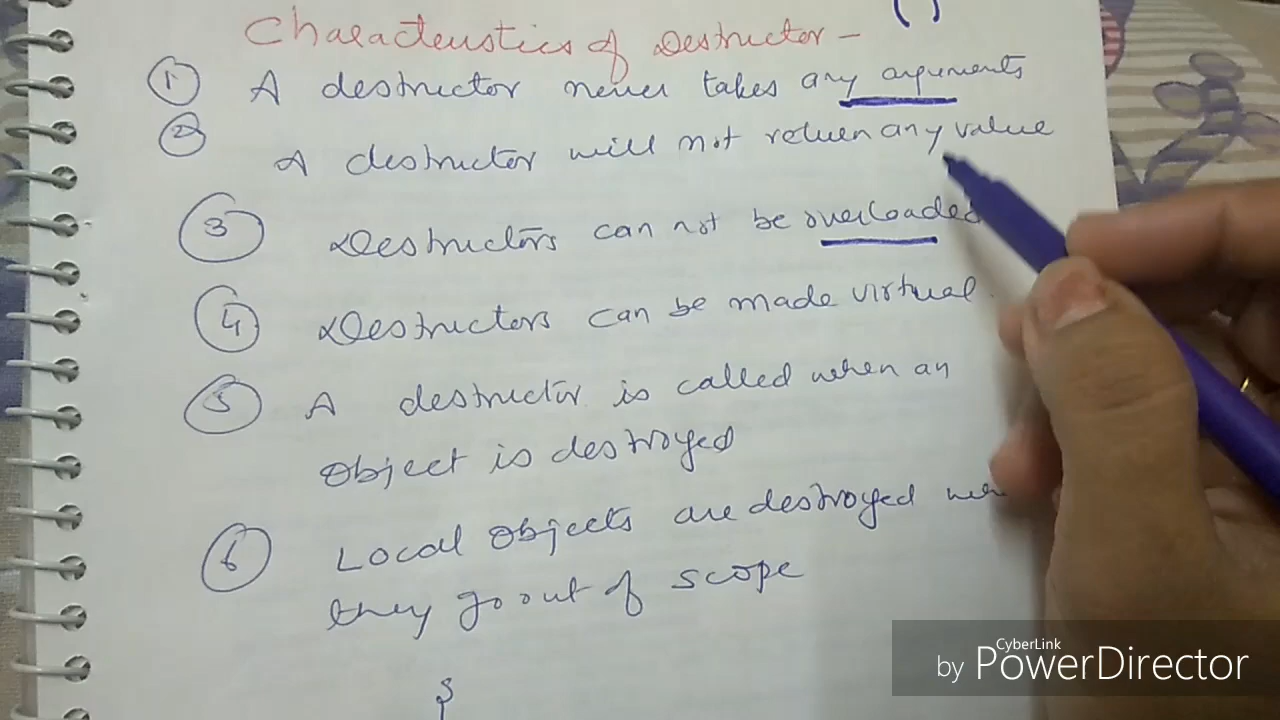 ()
Characteristics of Destructor -
1 A destructor never takes any arguments
2 A destructor will not return any value
3 Destructors can not be overloaded
4 Destructors can be made virtual
5 A destructor is called when an
object is destroyed
6 Local objects are destroyed
they go out of scope
CyberLink
by PowerDirector